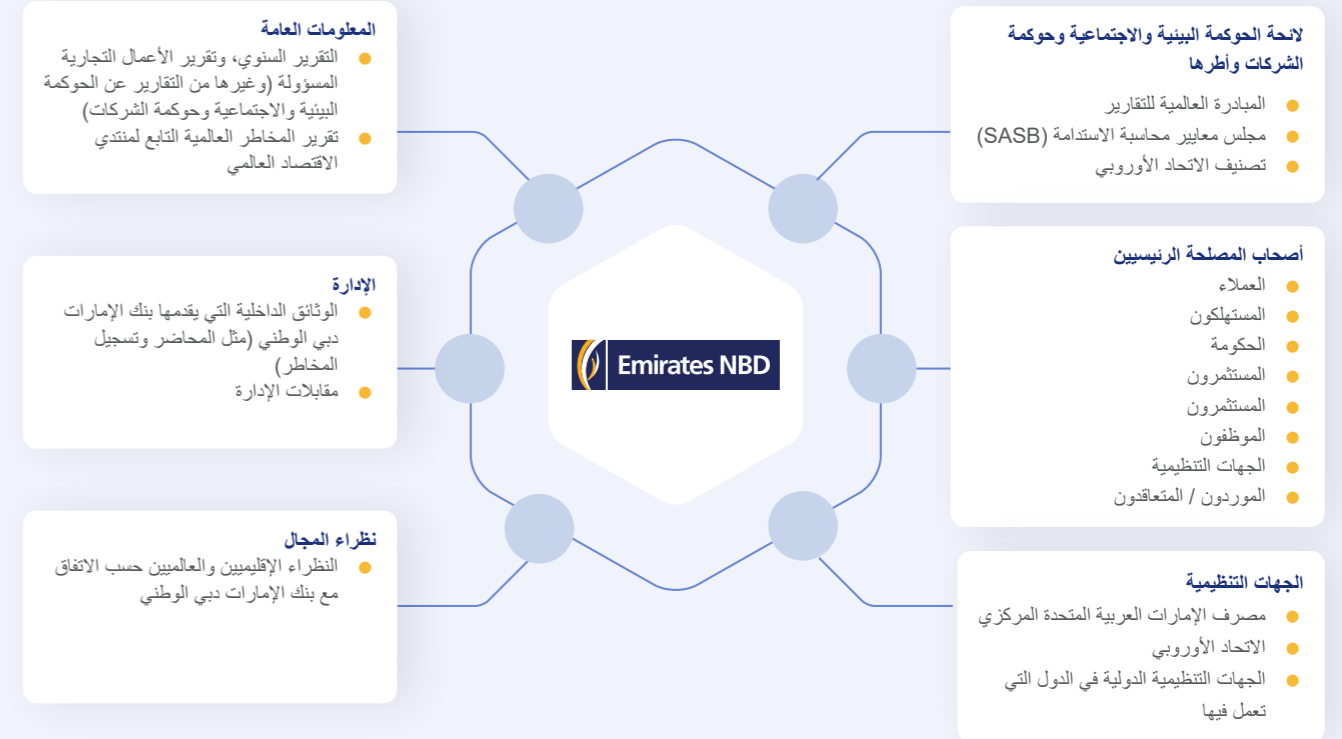 لائحة الحوكمة البيئية والاجتماعية وحوكمة
الشركات وأطرها
المبادرة العالمية للتقارير
مجلس معايير محاسبة الاستدامة (SASB)
تصنيف الاتحاد الأوروبي
أصحاب المصلحة الرئيسيين
العملاء
المستهلكون
الحكومة
المستثمرون
المستثمرون
الموظفون
الجهات التنظيمية
الموردون / المتعاقدون
الجهات التنظيمية
مصرف الإمارات العربية المتحدة المركزي
الاتحاد الأوروبي
الجهات التنظيمية الدولية في الدول التي
تعمل فيها
Emirates NBD
المعلومات العامة
التقرير السنوي، وتقرير الأعمال التجارية
المسؤولة (وغيرها من التقارير عن الحوكمة
البيئية والاجتماعية وحوكمة الشركات)
تقرير المخاطر العالمية التابع لمنتدي
الاقتصاد العالمي
الإدارة
الوثائق الداخلية التي يقدمها بنك الإمارات
دبي الوطني (مثل المحاضر وتسجيل
المخاطر)
مقابلات الإدارة
نظراء المجال
النظراء الإقليميين والعالميين حسب الاتفاق
مع بنك الإمارات دبي الوطني